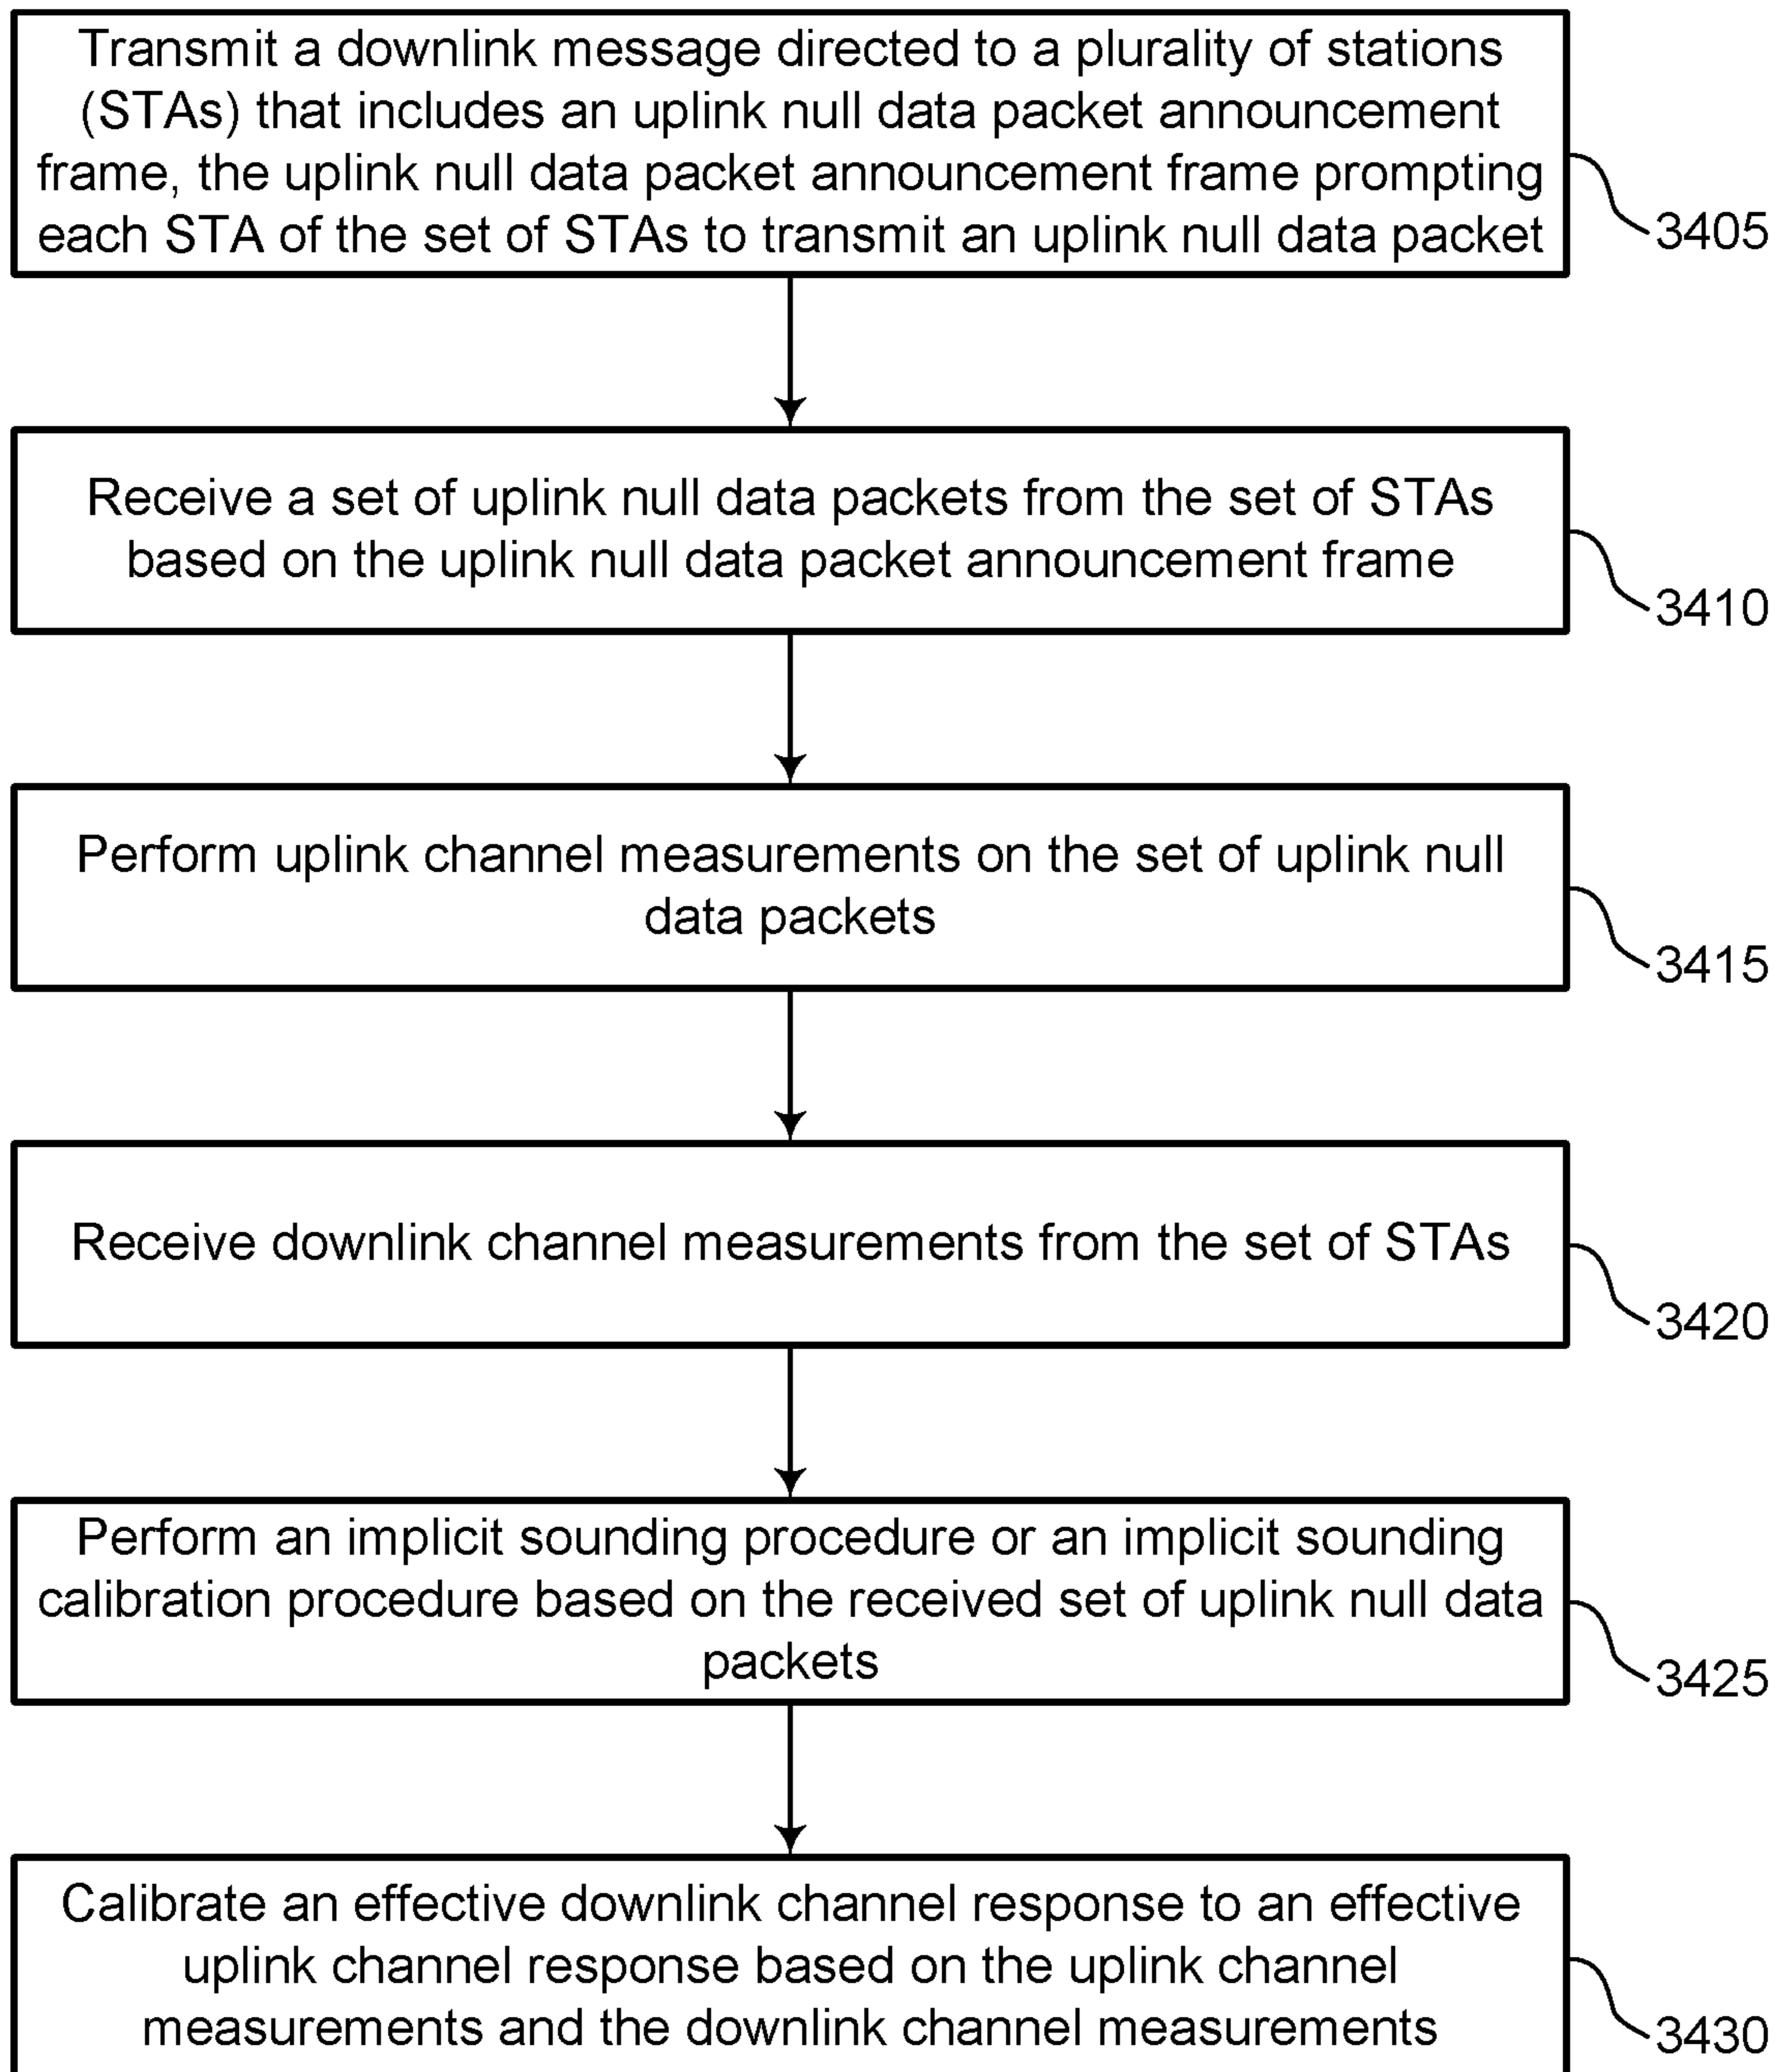 Transmit a downlink message directed to a plurality of stations
(STAs) that includes an uplink null data packet announcement
frame, the uplink null data packet announcement frame prompting
each STA of the set of STAs to transmit an uplink null data packet
3405
Receive a set of uplink null data packets from the set of STAs
based on the uplink null data packet announcement frame
3410
Perform uplink channel measurements on the set of uplink null
data packets
3415
Receive downlink channel measurements from the set of STAs
3420
Perform an implicit sounding procedure or an implicit sounding
calibration procedure based on the received set of uplink null data
packets
3425
Calibrate an effective downlink channel response to an effective
uplink channel response based on the uplink channel
measurements and the downlink channel measurements
3430